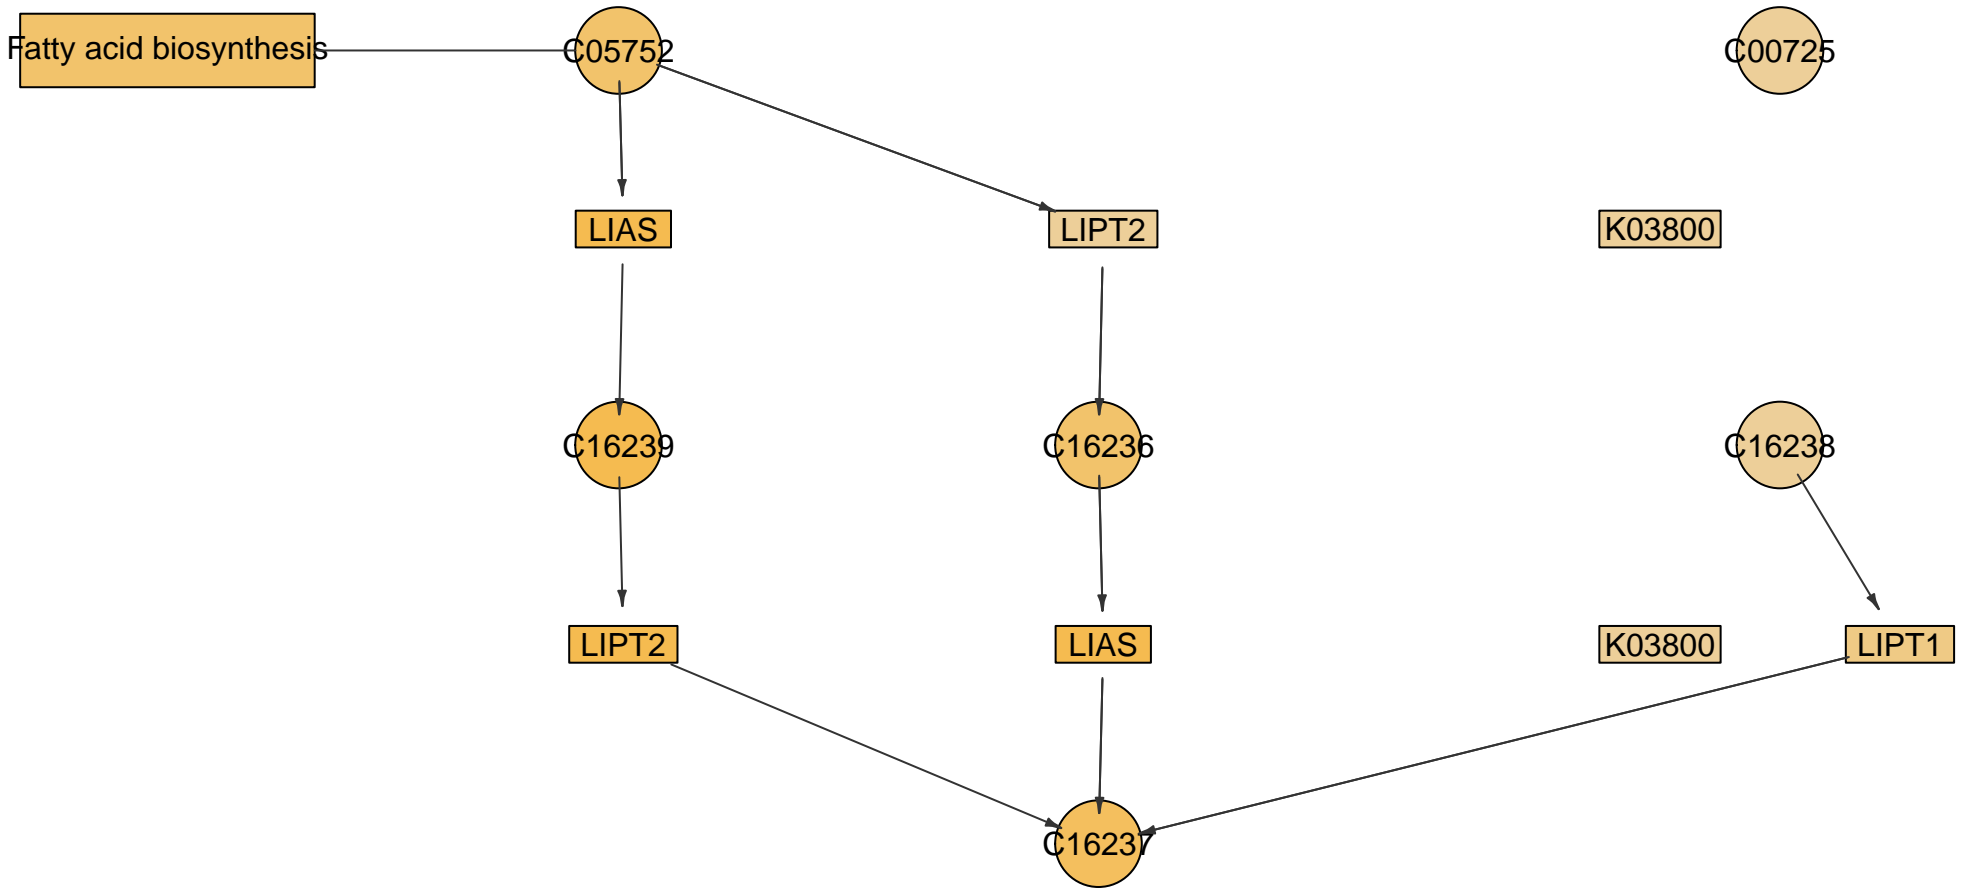 Fatty acid biosynthesis
C05752
C00725
LIAS
LIPT2
K03800
C16239
C16236
C16238
LIPT2
LIAS
K03800
LIPT1
C16237